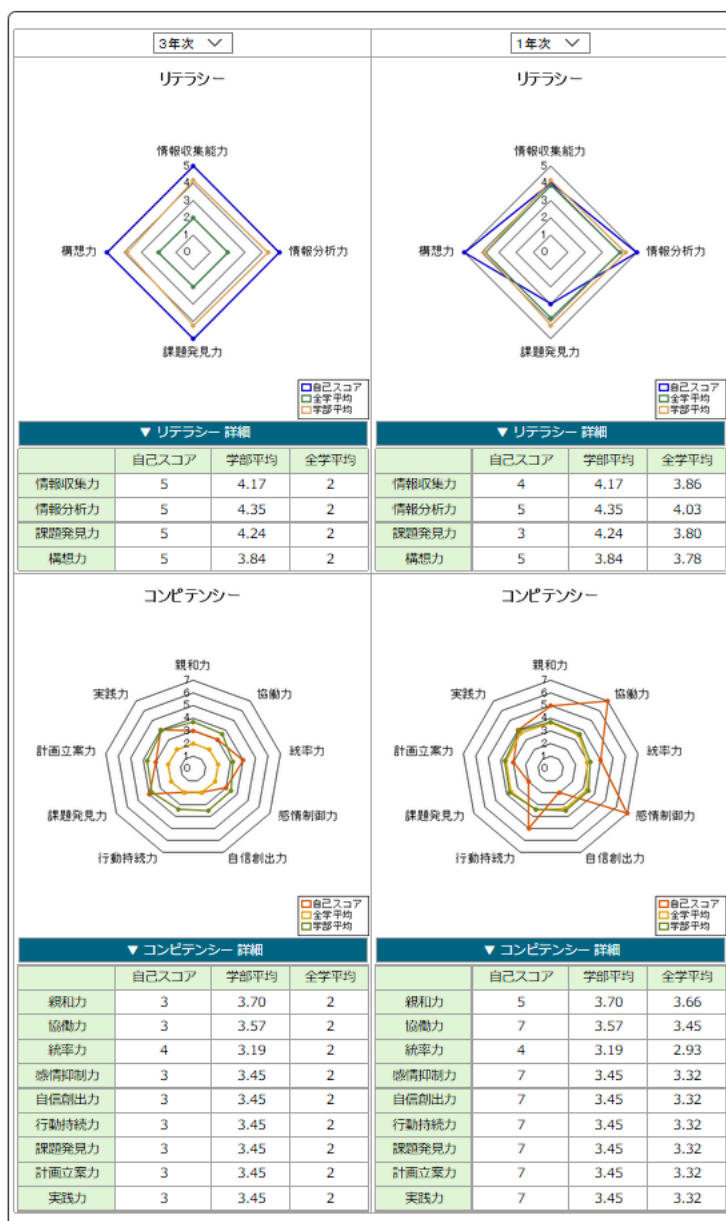 3年次
1年次
リテラシー
リテラシー
情報収集能力
5
4
3
2
1
0
構想力
情報分析力
課題発見力
自己スコア
全学平均
学部平均
情報収集能力
5
4
3
2
1
0
構想力
情報分析力
課題発見力
自己スコア
全学平均
学部平均
▼ リテラシー 詳細
自己スコア 学部平均 全学平均
情報収集力 5 4.17 2
情報分析力 5 4.35 2
課題発見力 5 4.24 2
構想力 5 3.84 2
▼ リテラシー 詳細
自己スコア 学部平均 全学平均
情報収集力 4 4.17 3.86
情報分析力 5 4.35 4.03
課題発見力 3 4.24 3.80
構想力 5 3.84 3.78
コンピテンシー
コンピテンシー
親和力
実践力
協働力
7
6
5
4
3
2
1
0
計画立案力
統率力
課題発見力
感情制御力
行動持続力
自信創出力
自己スコア
全学平均
学部平均
親和力
実践力
協働力
7
6
5
4
3
2
1
0
計画立案力
統率力
課題発見力
感情制御力
行動持続力
自信創出力
自己スコア
全学平均
学部平均
▼ コンピテンシー 詳細
自己スコア 学部平均 全学平均
親和力 3 3.70 2
協働力 3 3.57 2
統率力 4 3.19 2
感情抑制力 3 3.45 2
自信創出力 3 3.45 2
行動持続力 3 3.45 2
課題発見力 3 3.45 2
計画立案力 3 3.45 2
実践力 3 3.45 2
▼ コンピテンシー 詳細
自己スコア 学部平均 全学平均
親和力 5 3.70 3.66
協働力 7 3.57 3.45
統率力 4 3.19 2.93
感情抑制力 7 3.45 3.32
自信創出力 7 3.45 3.32
行動持続力 7 3.45 3.32
課題発見力 7 3.45 3.32
計画立案力 7 3.45 3.32
実践力 7 3.45 3.32